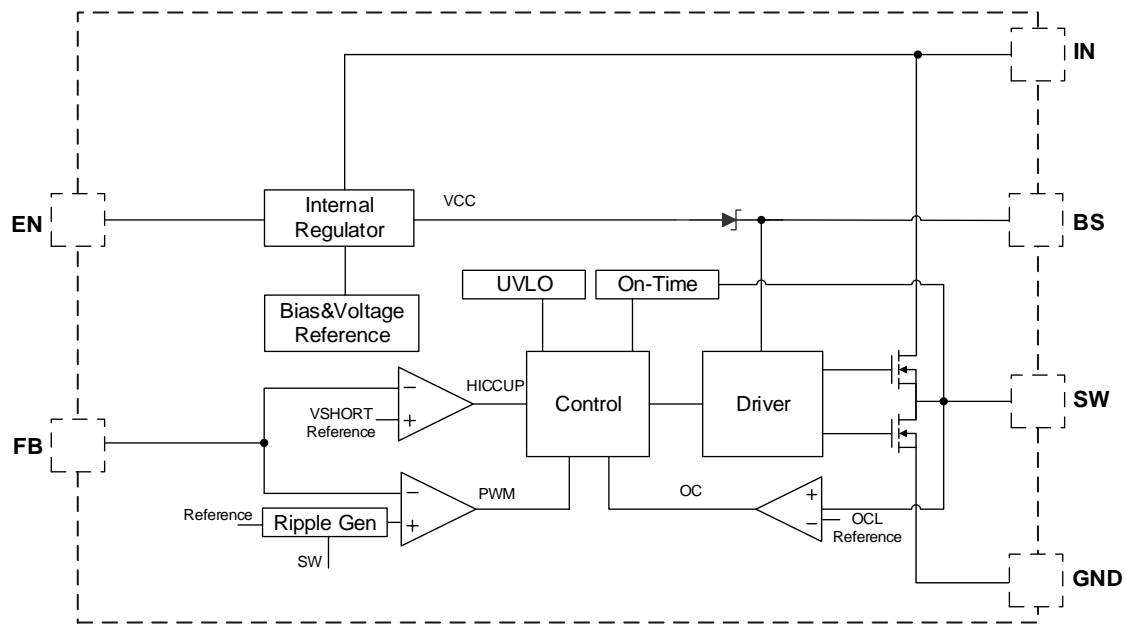 IN
EN
Internal
Regulator
VCC
BS
UVLO
On-Time
Bias&Voltage
Reference
HICCUP
VSHORT
Reference
−
+
Control
Driver
SW
FB
−
+
PWM
Reference
Ripple Gen
SW
OC
+
−
OCL
Reference
GND